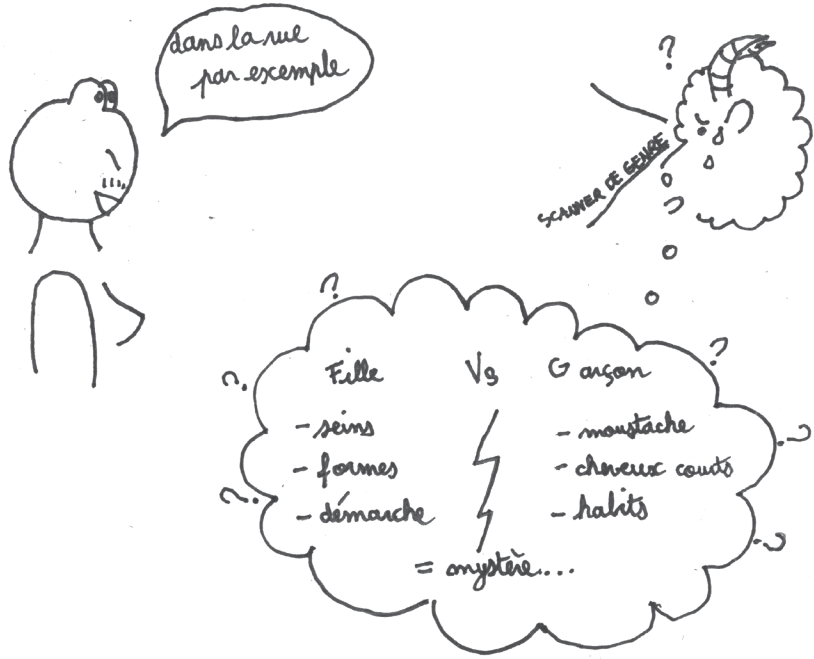 dans la rue
par exemple
?
SCANNER DE GENRE
?
?
?
Fille Vs Garçon
- seins - moustache
- formes - cheveux courts
- démarche - habits
?
?
?
= mystère...